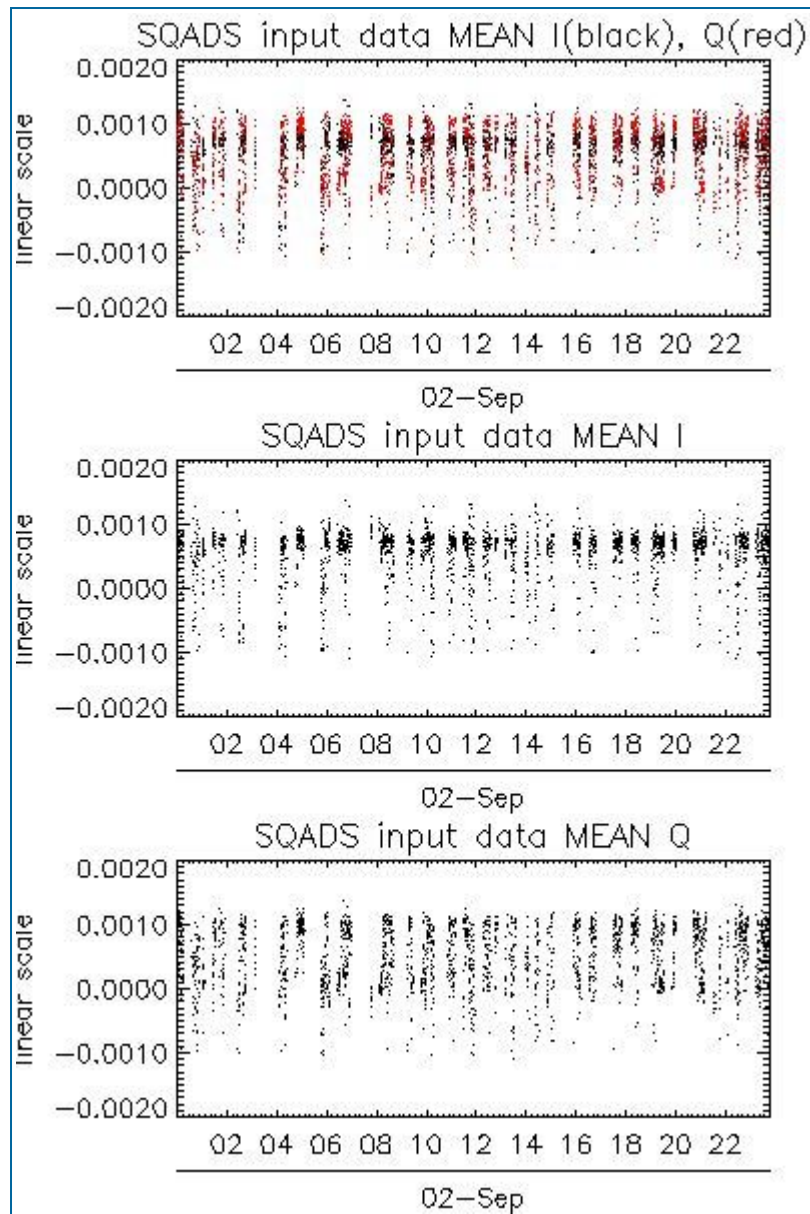 SQADS input data MEAN I(black), Q(red)
linear scale
0.0020
0.0010
0.0000
−0.0010
−0.0020
02 04 06 08 10 12 14 16 18 20 22
02−Sep
SQADS input data MEAN I
linear scale
0.0020
0.0010
0.0000
−0.0010
−0.0020
02 04 06 08 10 12 14 16 18 20 22
02−Sep
SQADS input data MEAN Q
linear scale
0.0020
0.0010
0.0000
−0.0010
−0.0020
02 04 06 08 10 12 14 16 18 20 22
02−Sep